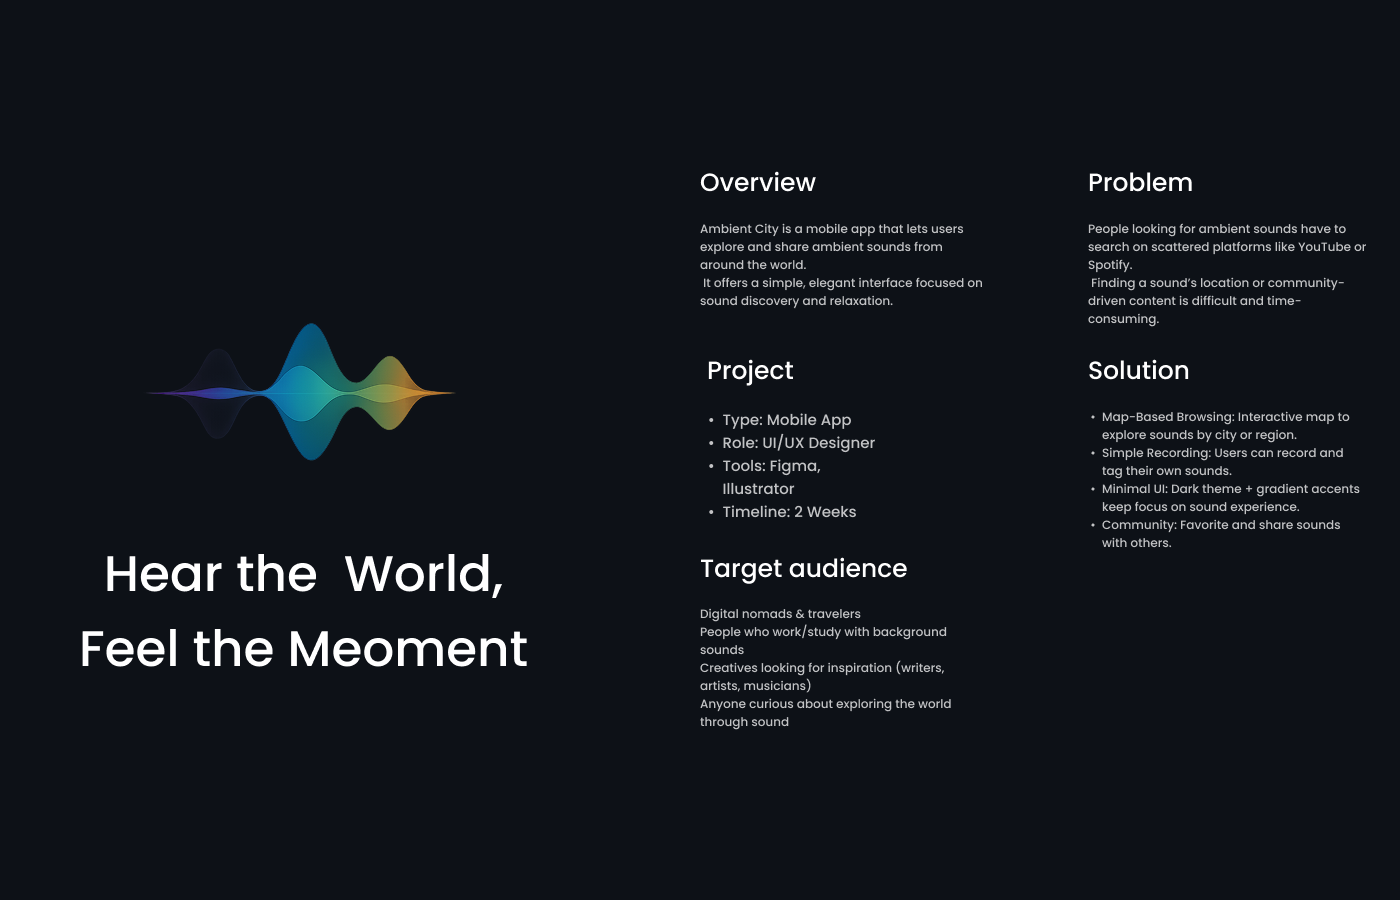 Hear the  World,
Feel the Meoment
Overview
Ambient City is a mobile app that lets users
explore and share ambient sounds from
around the world.
It offers a simple, elegant interface focused on
sound discovery and relaxation.
Project
• Type: Mobile App
• Role: UI/UX Designer
• Tools: Figma,
Illustrator
• Timeline: 2 Weeks
Target audience
Digital nomads & travelers
People who work/study with background
sounds
Creatives looking for inspiration (writers,
artists, musicians)
Anyone curious about exploring the world
through sound
Problem
People looking for ambient sounds have to
search on scattered platforms like YouTube or
Spotify.
Finding a sound’s location or community-
driven content is difficult and time-
consuming.
Solution
• Map-Based Browsing: Interactive map to
explore sounds by city or region.
• Simple Recording: Users can record and
tag their own sounds.
• Minimal UI: Dark theme + gradient accents
keep focus on sound experience.
• Community: Favorite and share sounds
with others.